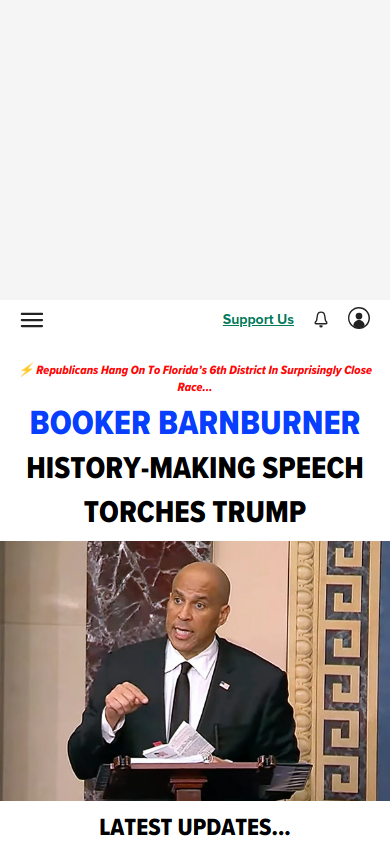 Support Us
⚡ Republicans Hang On To Florida's 6th District In Surprisingly Close
Race...
BOOKER BARNBURNER
HISTORY-MAKING SPEECH
TORCHES TRUMP
LATEST UPDATES...